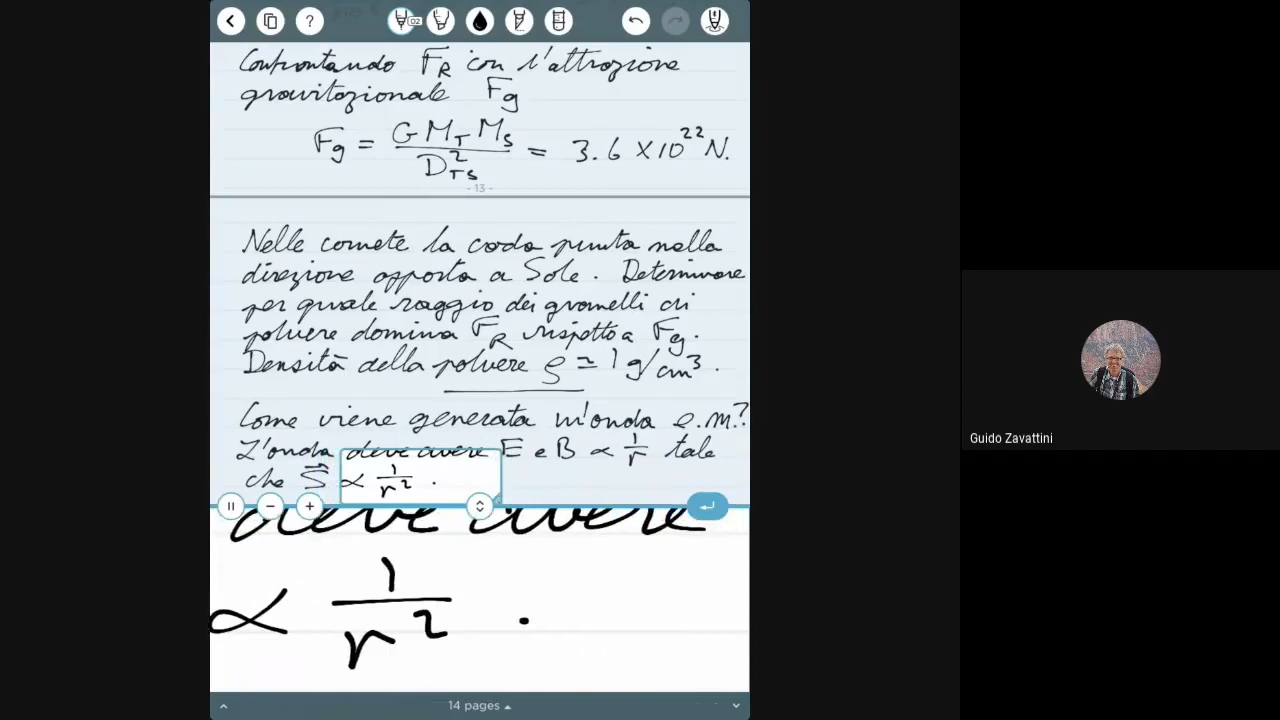 ?
02
Confrontando F_R con l'attrazione
gravitazionale F_g
F_g = G M_T M_S / D_TS^2 = 3.6 X 10^22 N.
- 13 -
Nelle comete la coda punta nella
direzione opposta a Sole. Determinare
per quale raggio dei granelli di
polvere domina F_R rispetto a F_g.
Densità della polvere ρ = 1 g/cm^3.
Come viene generata un'onda e.m.?
L'onda deve avere E e B ∝ 1/r tale
che S⃗ ∝ 1/r^2.
deve avere
∝ 1/r^2 .
14 pages
Guido Zavattini